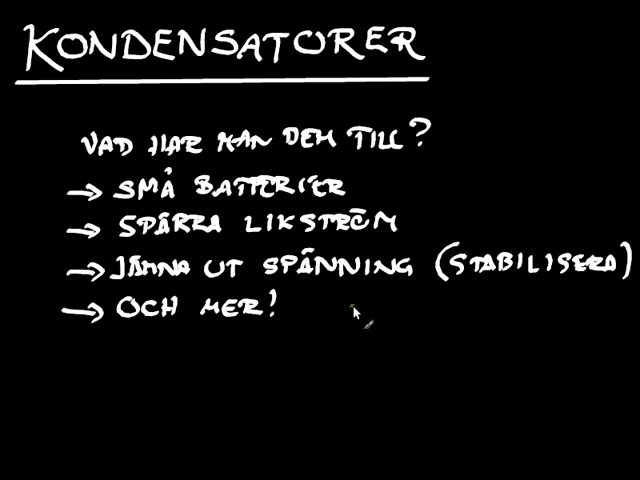 KONDENSATORER
VAD HAR MAN DEM TILL?
→ SMÅ BATTERIER
→ SPÄRRA LIKSTRÖM
→ JÄMNA UT SPÄNNING (STABILISERA)
→ OCH MER!